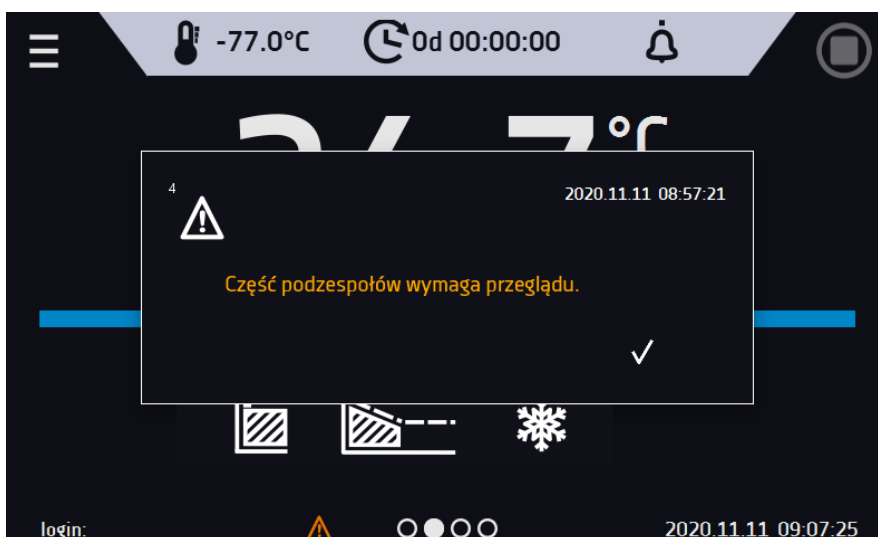 -77.0°C
0d 00:00:00
°C
4
2020.11.11 08:57:21
Część podzespołów wymaga przeglądu.
login:
2020.11.11 09:07:25